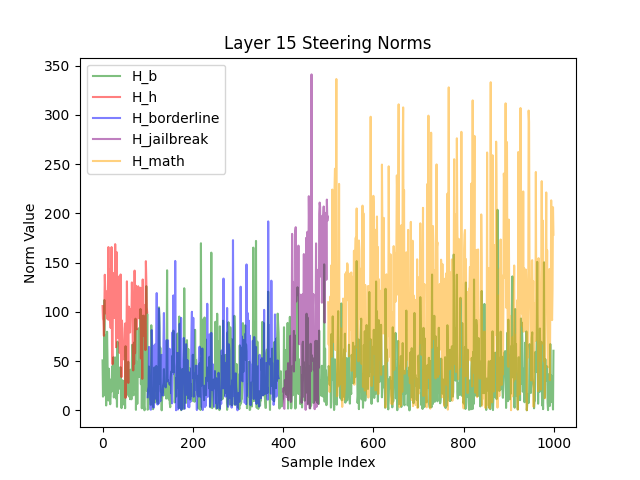 Layer 15 Steering Norms
H_b
H_h
H_borderline
H_jailbreak
H_math
Norm Value
350
300
250
200
150
100
50
0
0 200 400 600 800 1000
Sample Index